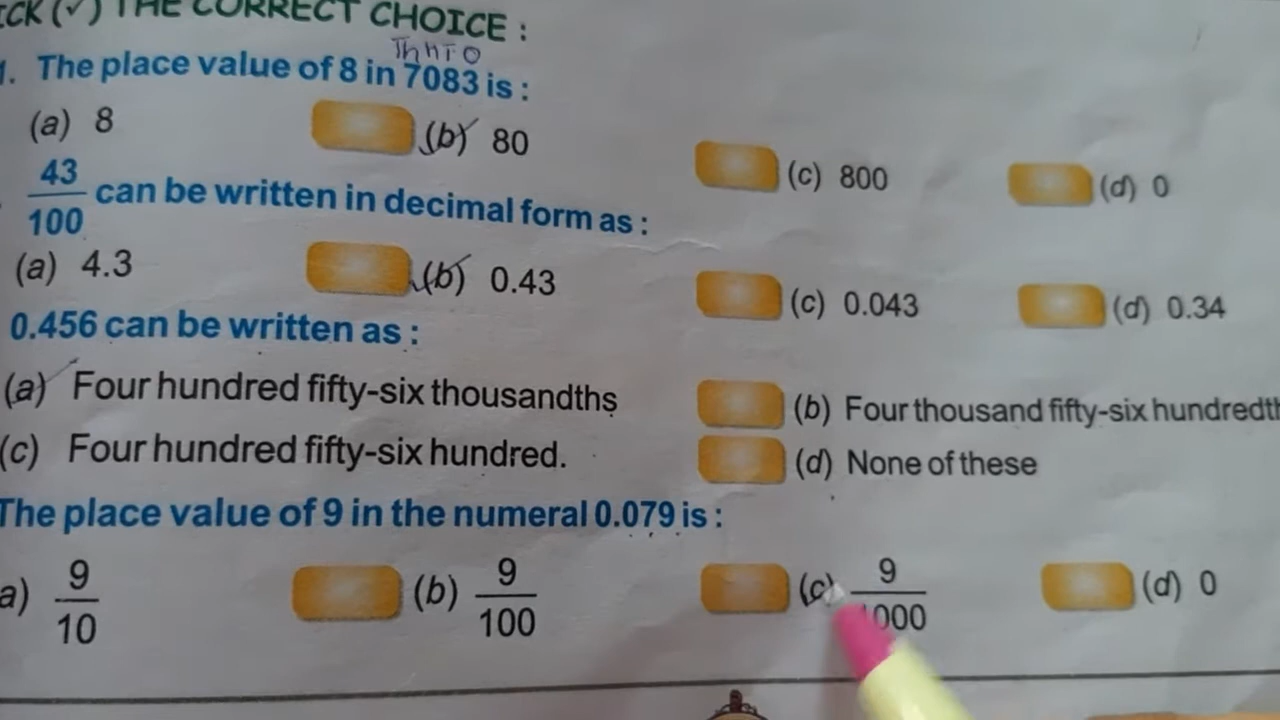 ICK (✓) THE CORRECT CHOICE :
Th H T O
1. The place value of 8 in 7083 is :
(a) 8 (b) 80 (c) 800 (d) 0
43/100 can be written in decimal form as :
(a) 4.3 (b) 0.43 (c) 0.043 (d) 0.34
0.456 can be written as :
(a) Four hundred fifty-six thousandths (b) Four thousand fifty-six hundredth
(c) Four hundred fifty-six hundred. (d) None of these
The place value of 9 in the numeral 0.079 is :
a) 9/10 (b) 9/100 (c) 9/1000 (d) 0